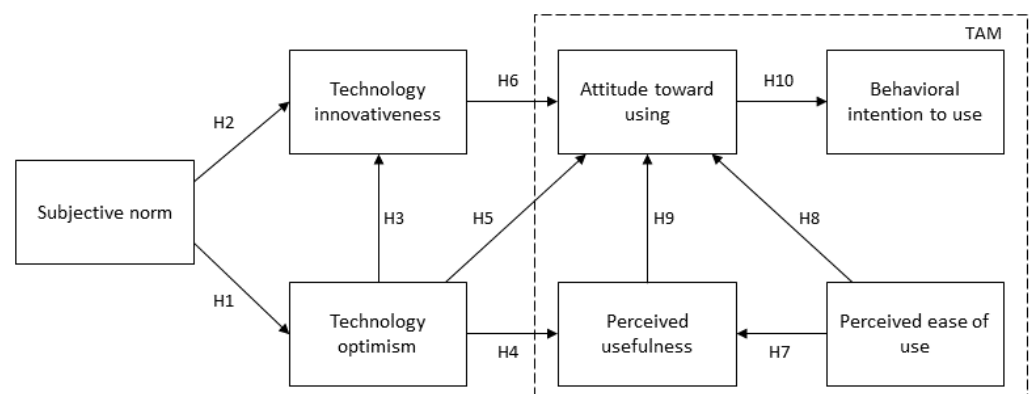 TAM
Technology
innovativeness
H6
Attitude toward
using
H10
Behavioral
intention to use
H2
Subjective norm
H3
H5
H9
H8
H1
Technology
optimism
H4
Perceived
usefulness
H7
Perceived ease of
use